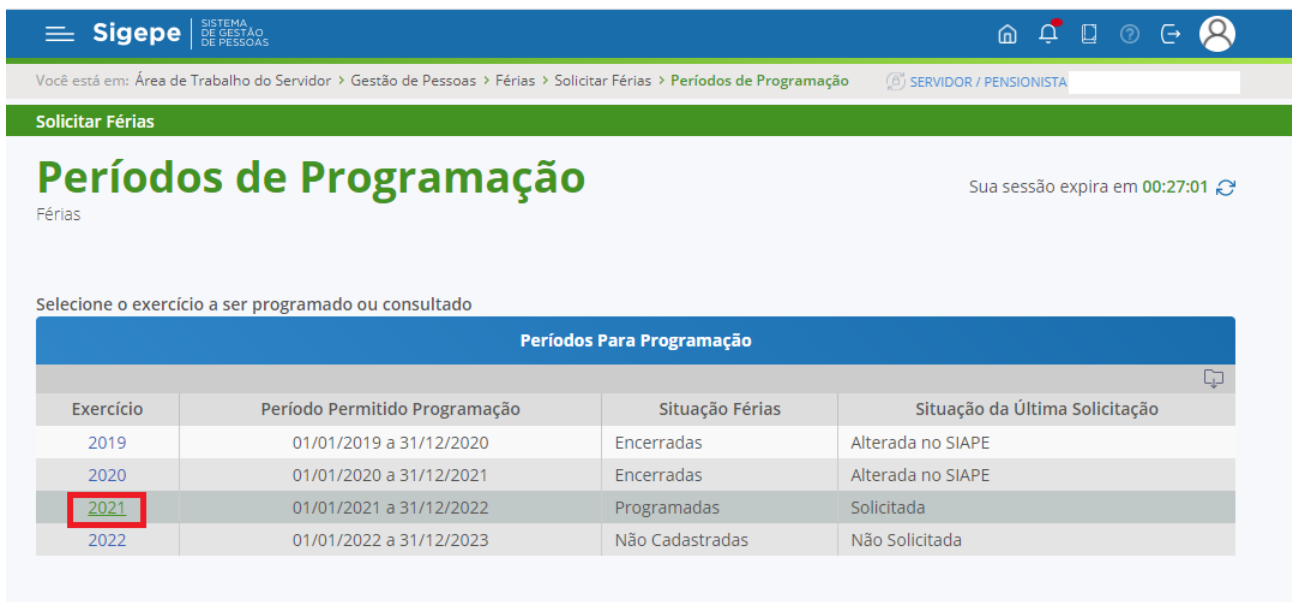 Sigepe SISTEMA DE GESTÃO DE PESSOAS
Você está em: Área de Trabalho do Servidor > Gestão de Pessoas > Férias > Solicitar Férias > Períodos de Programação SERVIDOR / PENSIONISTA
Solicitar Férias
Períodos de Programação
Sua sessão expira em 00:27:01
Férias
Selecione o exercício a ser programado ou consultado
Períodos Para Programação
Exercício Período Permitido Programação Situação Férias Situação da Última Solicitação
2019 01/01/2019 a 31/12/2020 Encerradas Alterada no SIAPE
2020 01/01/2020 a 31/12/2021 Encerradas Alterada no SIAPE
2021 01/01/2021 a 31/12/2022 Programadas Solicitada
2022 01/01/2022 a 31/12/2023 Não Cadastradas Não Solicitada